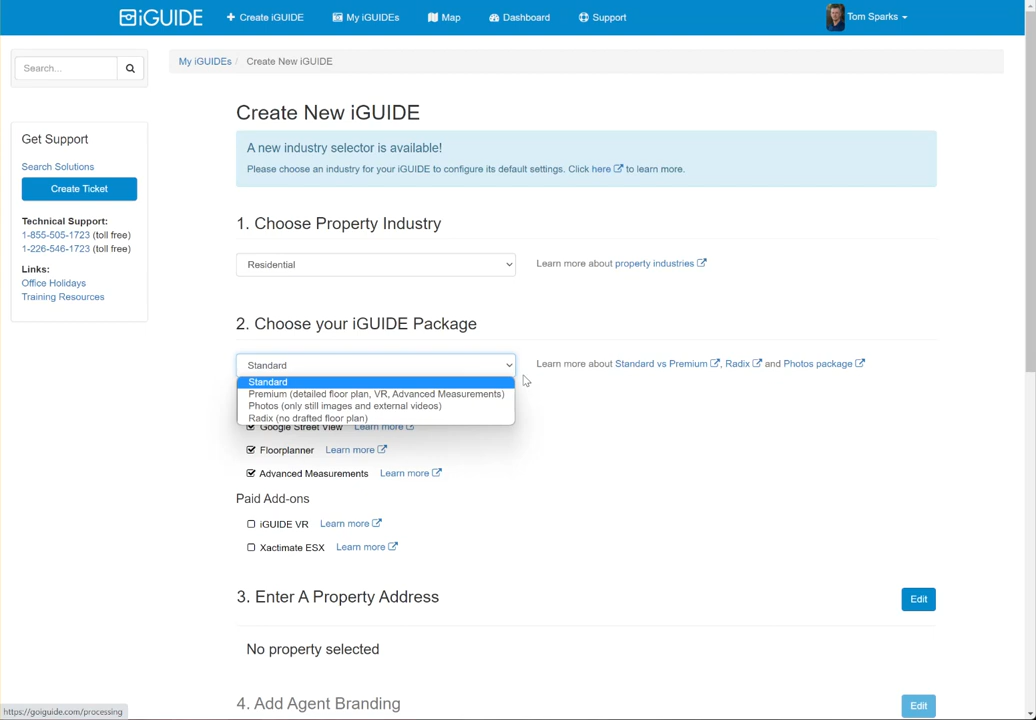 iGUIDE
Create iGUIDE
My iGUIDEs
Map
Dashboard
Support
Tom Sparks
Search...
My iGUIDEs / Create New iGUIDE
Get Support
Search Solutions
Create Ticket
Technical Support:
1-855-505-1723 (toll free)
1-226-546-1723 (toll free)
Links:
Office Holidays
Training Resources
Create New iGUIDE
A new industry selector is available!
Please choose an industry for your iGUIDE to configure its default settings. Click here to learn more.
1. Choose Property Industry
Residential
Learn more about property industries
2. Choose your iGUIDE Package
Standard
Learn more about Standard vs Premium, Radix and Photos package
Standard
Premium (detailed floor plan, VR, Advanced Measurements)
Photos (only still images and external videos)
Radix (no drafted floor plan)
Google Street View Learn more
Floorplanner Learn more
Advanced Measurements Learn more
Paid Add-ons
iGUIDE VR Learn more
Xactimate ESX Learn more
3. Enter A Property Address
Edit
No property selected
4. Add Agent Branding
Edit
https://goiguide.com/processing